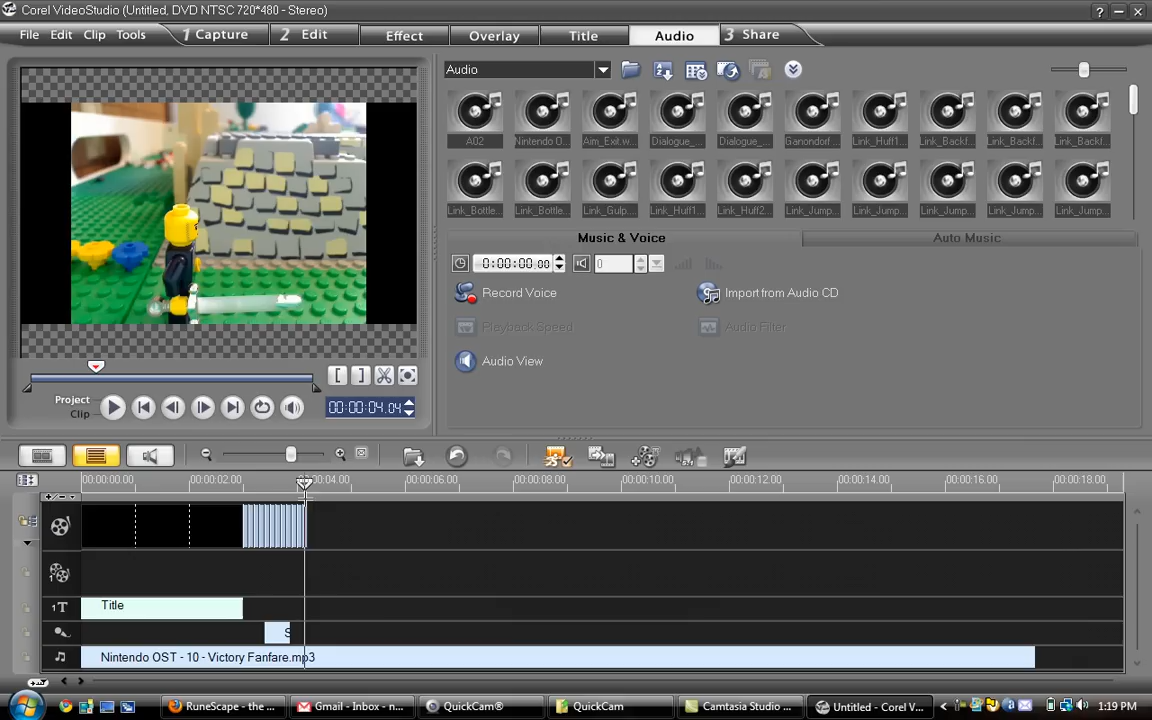 Corel VideoStudio (Untitled, DVD NTSC 720*480 - Stereo)
File Edit Clip Tools 1 Capture 2 Edit Effect Overlay Title Audio 3 Share
Audio
A02 Nintendo O... Aim_Exit.w... Dialogue_... Dialogue_... Ganondorf ... Link_Huff1... Link_Backf... Link_Backf... Link_Backf...
Link_Bottle... Link_Bottle... Link_Gulp... Link_Huff1... Link_Huff2... Link_Jump... Link_Jump... Link_Jump... Link_Jump... Link_Jump...
Music & Voice Auto Music
0:00:00.00 0
Record Voice Import from Audio CD
Playback Speed Audio Filter
Audio View
Project
Clip
00:00:04.04
00:00:00.00 00:00:02.00 00:00:04.00 00:00:06.00 00:00:08.00 00:00:10.00 00:00:12.00 00:00:14.00 00:00:16.00 00:00:18.00
1T Title
S
Nintendo OST - 10 - Victory Fanfare.mp3
RuneScape - the ... Gmail - Inbox - m... QuickCam® QuickCam Camtasia Studio ... Untitled - Corel V... 1:19 PM